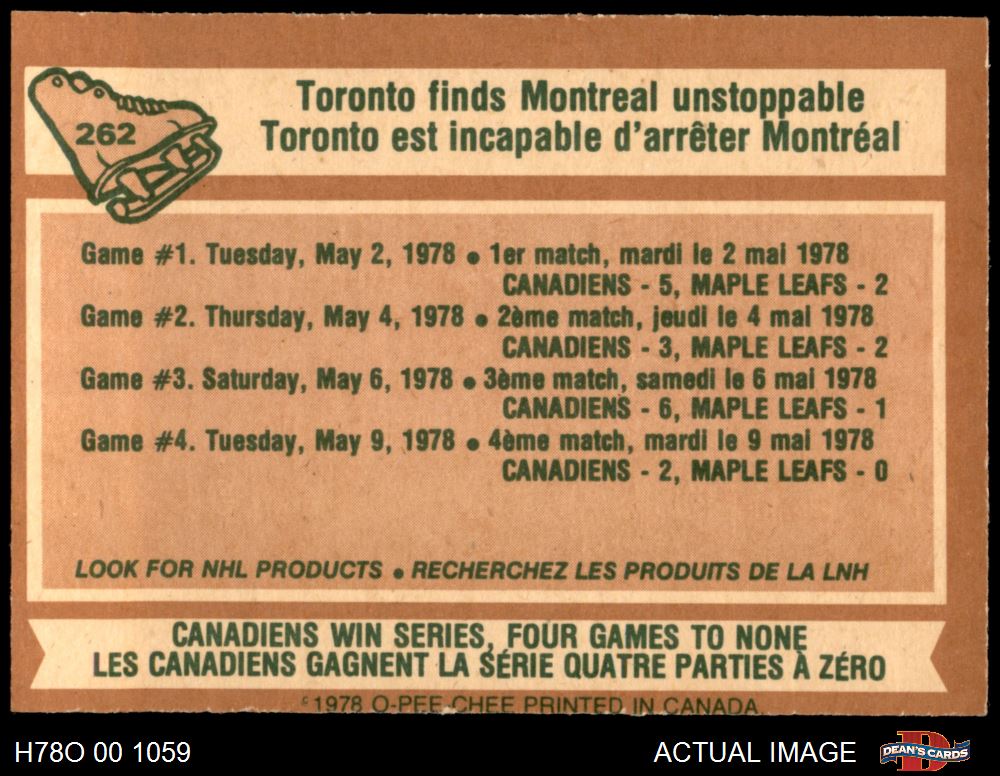 262
Toronto finds Montreal unstoppable
Toronto est incapable d'arrêter Montréal
Game #1. Tuesday, May 2, 1978 • 1er match, mardi le 2 mai 1978
CANADIENS - 5, MAPLE LEAFS - 2
Game #2. Thursday, May 4, 1978 • 2ème match, jeudi le 4 mai 1978
CANADIENS - 3, MAPLE LEAFS - 2
Game #3. Saturday, May 6, 1978 • 3ème match, samedi le 6 mai 1978
CANADIENS - 6, MAPLE LEAFS - 1
Game #4. Tuesday, May 9, 1978 • 4ème match, mardi le 9 mai 1978
CANADIENS - 2, MAPLE LEAFS - 0
LOOK FOR NHL PRODUCTS • RECHERCHEZ LES PRODUITS DE LA LNH
CANADIENS WIN SERIES, FOUR GAMES TO NONE
LES CANADIENS GAGNENT LA SÉRIE QUATRE PARTIES À ZÉRO
©1978 O-PEE-CHEE PRINTED IN CANADA.
H78O 00 1059
ACTUAL IMAGE
D
DEAN'S CARDS